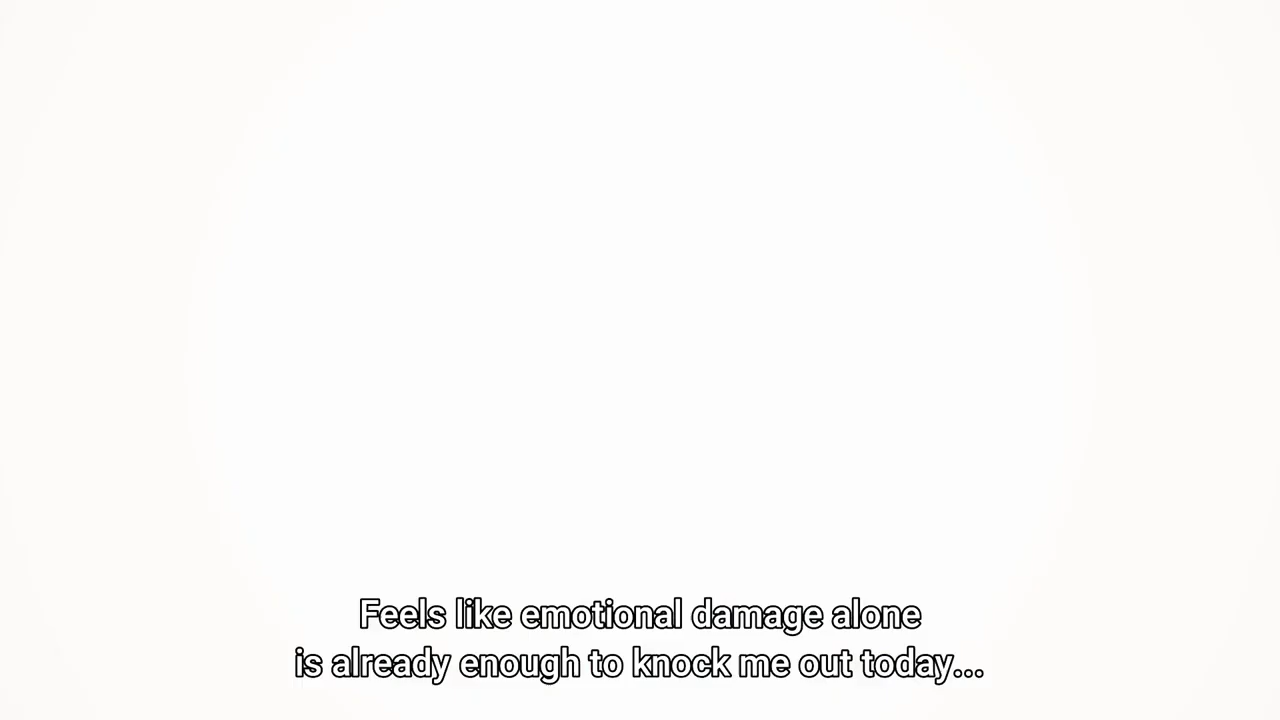 Feels like emotional damage alone
is already enough to knock me out today...